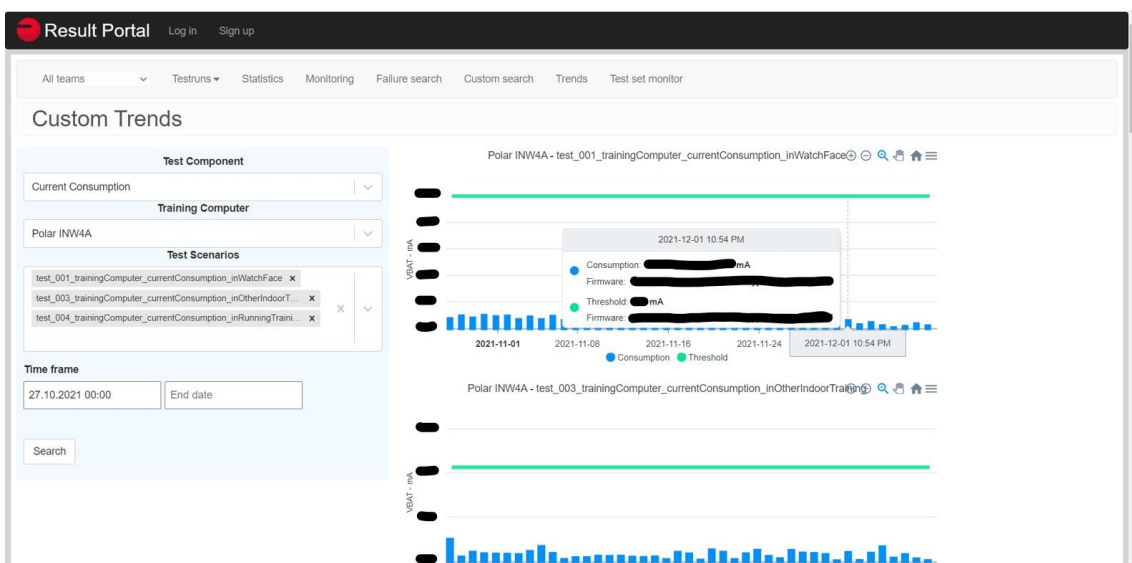 Result Portal Log in Sign up
All teams Testruns Statistics Monitoring Failure search Custom search Trends Test set monitor
Custom Trends
Test Component
Current Consumption
Training Computer
Polar INW4A
Test Scenarios
test_001_trainingComputer_currentConsumption_inWatchFace x
test_003_trainingComputer_currentConsumption_inOtherIndoorT... x
test_004_trainingComputer_currentConsumption_inRunningTraini... x
Time frame
27.10.2021 00:00 End date
Search
Polar INW4A - test_001_trainingComputer_currentConsumption_inWatchFace
VBAT - mA
2021-12-01 10:54 PM
Consumption: mA
Firmware:
Threshold: mA
Firmware:
2021-11-01 2021-11-08 2021-11-16 2021-11-24 2021-12-01 10:54 PM
Consumption Threshold
Polar INW4A - test_003_trainingComputer_currentConsumption_inOtherIndoorTraining
VBAT - mA